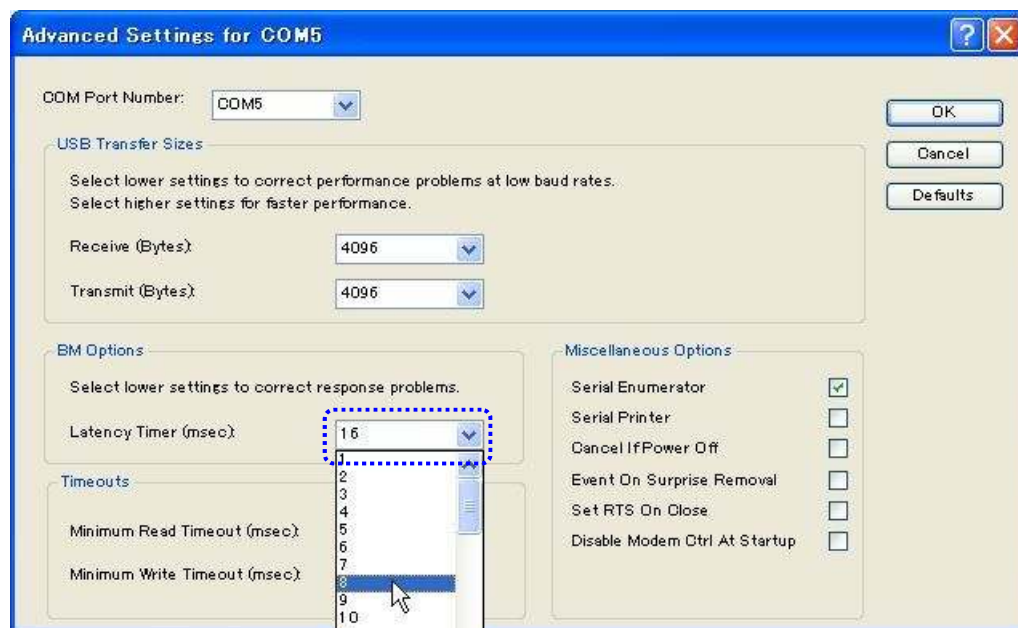 Advanced Settings for COM5
COM Port Number: COM5
OK
USB Transfer Sizes
Cancel
Select lower settings to correct performance problems at low baud rates.
Defaults
Select higher settings for faster performance.
Receive (Bytes): 4096
Transmit (Bytes): 4096
BM Options
Select lower settings to correct response problems.
Latency Timer (msec): 16
1
2
3
4
5
6
7
8
9
10
Timeouts
Minimum Read Timeout (msec):
Minimum Write Timeout (msec):
Miscellaneous Options
Serial Enumerator
Serial Printer
Cancel If Power Off
Event On Surprise Removal
Set RTS On Close
Disable Modem Ctrl At Startup